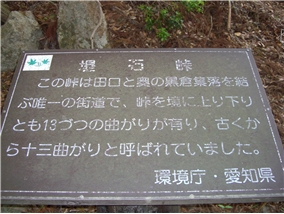 堤石峠
この峠は田口と奥の黒倉集落を結
ぶ唯一の街道で、峠を境に上り下り
とも13づつの曲がりが有り、古くか
ら十三曲がりと呼ばれていました。
環境庁・愛知県